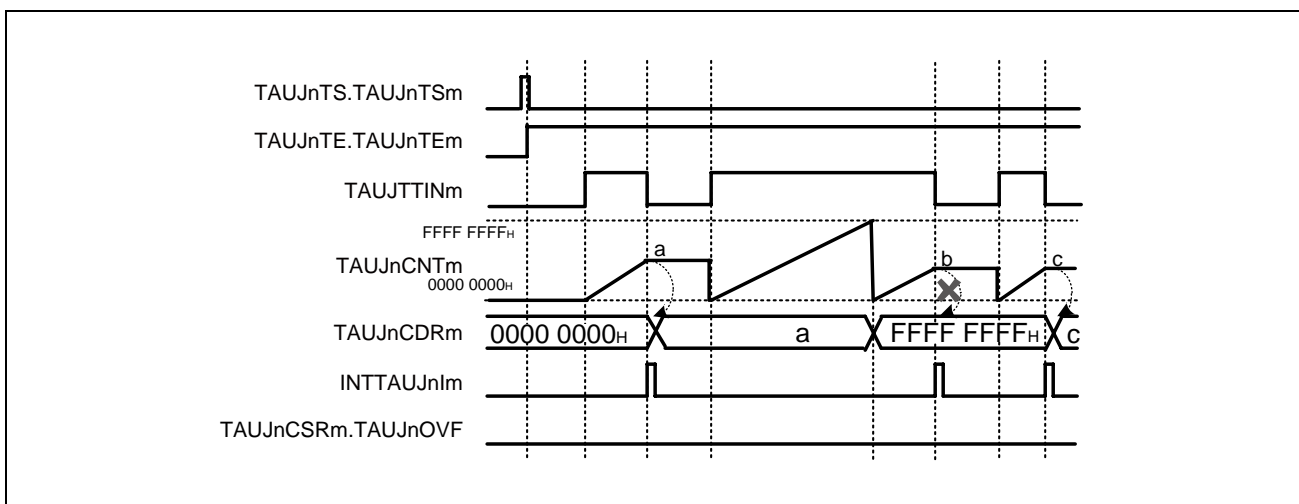 TAUJnTS.TAUJnTSm
TAUJnTE.TAUJnTEm
TAUJTTINm
FFFF FFFFH
TAUJnCNTm
0000 0000H
a
b
c
TAUJnCDRm
0000 0000H
a
FFFF FFFFH
c
INTTAUJnIm
TAUJnCSRm.TAUJnOVF